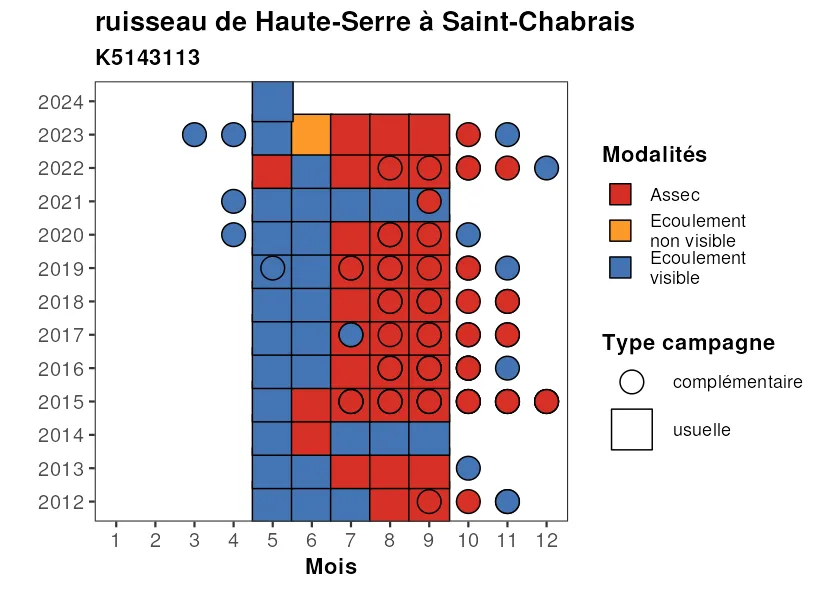 ruisseau de Haute-Serre à Saint-Chabrais
K5143113
2024
2023
2022
2021
2020
2019
2018
2017
2016
2015
2014
2013
2012
1 2 3 4 5 6 7 8 9 10 11 12
Mois
Modalités
Assec
Ecoulement
non visible
Ecoulement
visible
Type campagne
complémentaire
usuelle